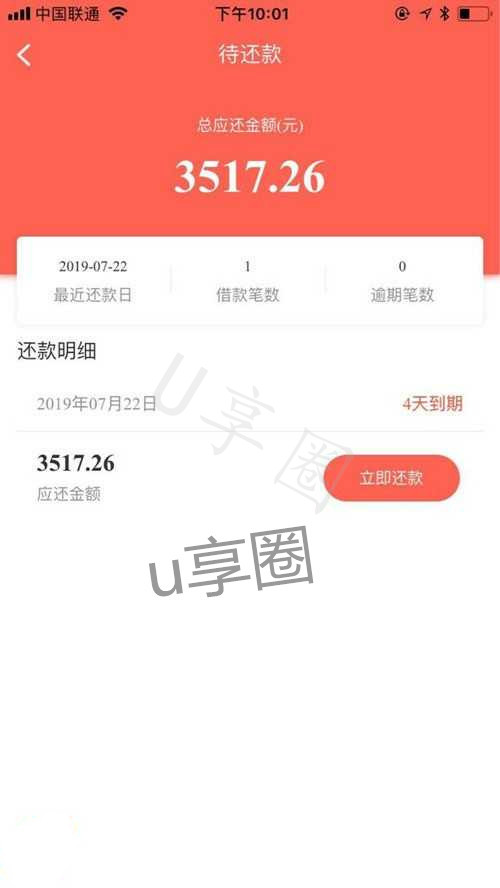 中国联通 下午10:01
待还款
总应还金额(元)
3517.26
2019-07-22 1 0
最近还款日 借款笔数 逾期笔数
还款明细
2019年07月22日 4天到期
3517.26
应还金额 立即还款
U享圈
u享圈